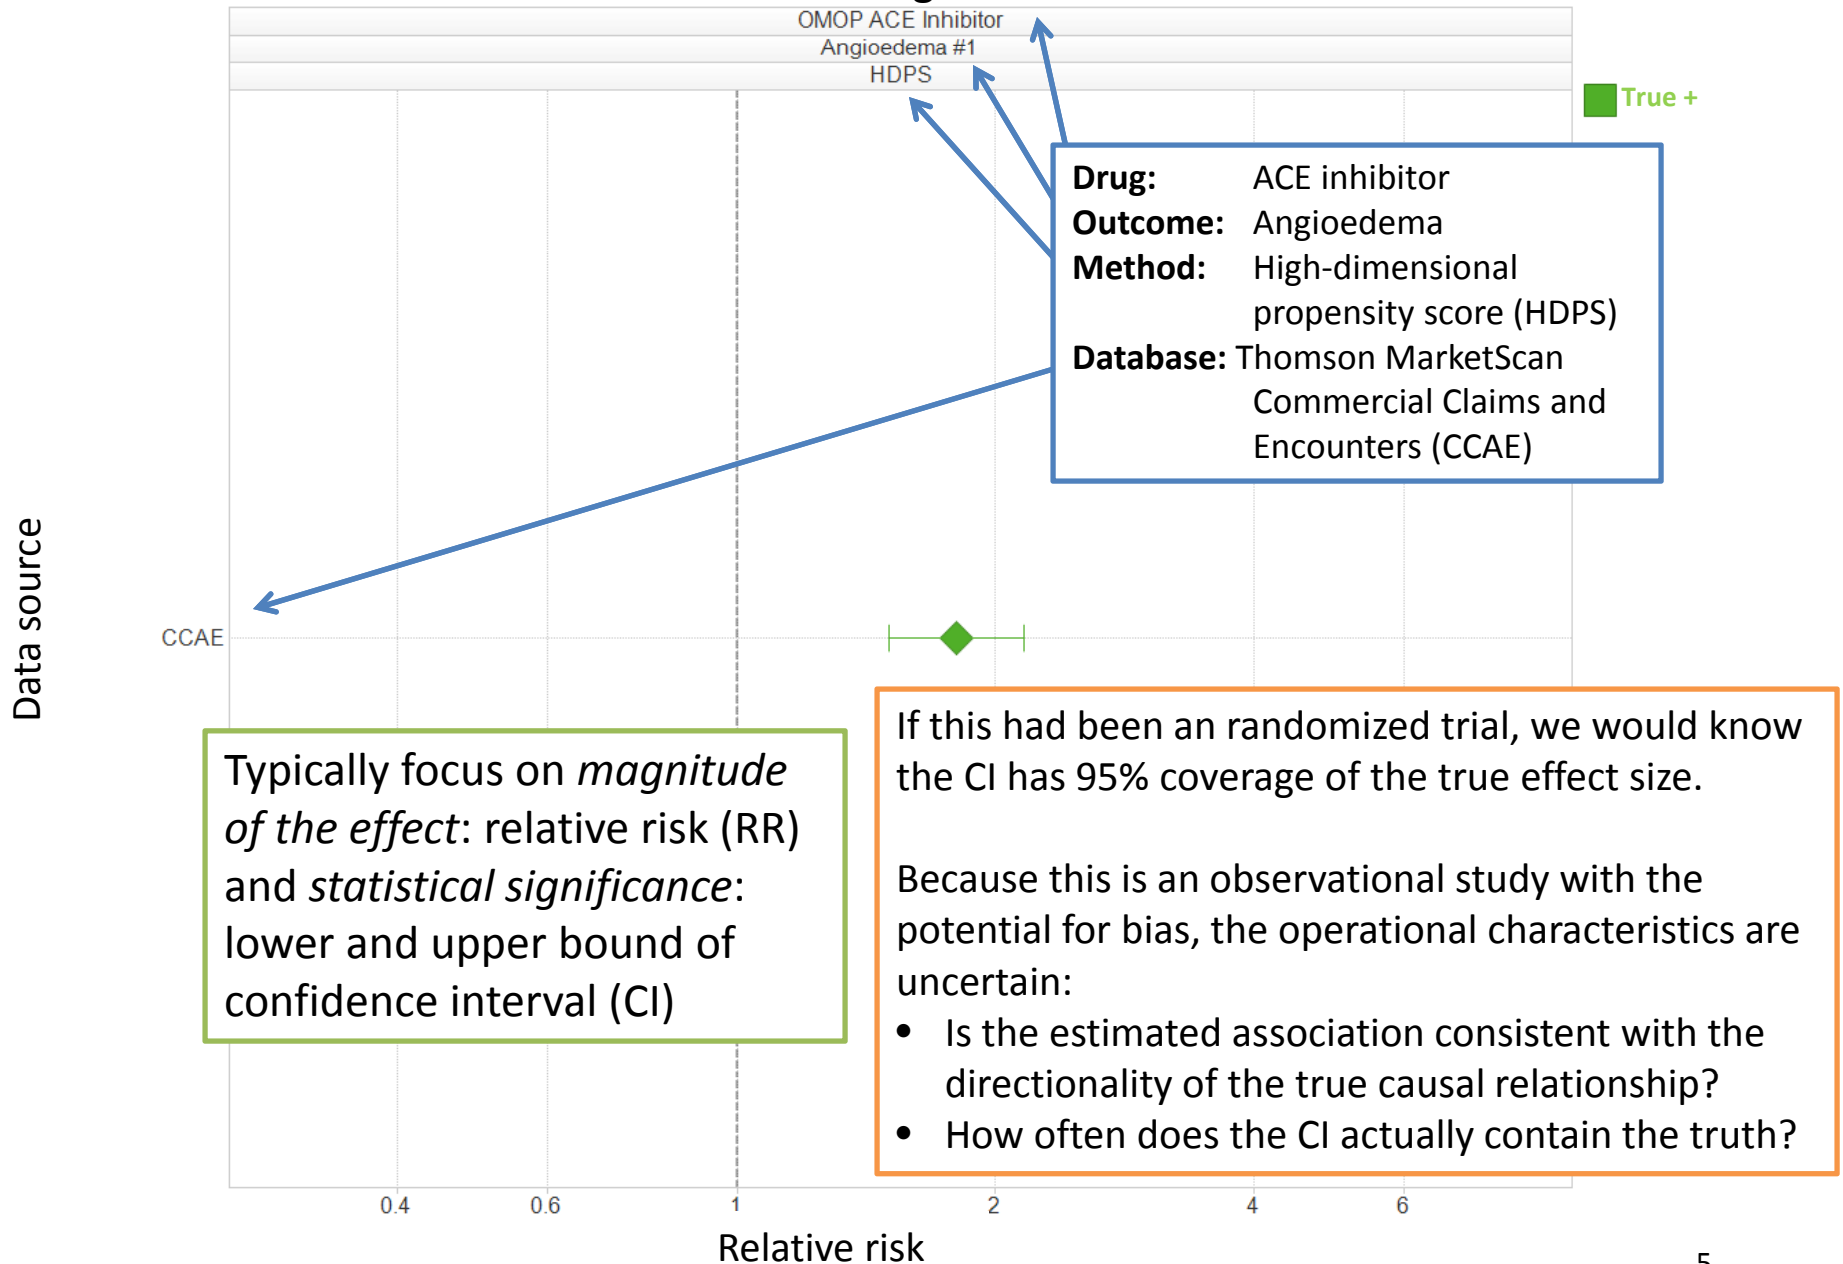 OMOP ACE Inhibitor
Angioedema #1
HDPS
True +
Drug: ACE inhibitor
Outcome: Angioedema
Method: High-dimensional
propensity score (HDPS)
Database: Thomson MarketScan
Commercial Claims and
Encounters (CCAE)
Data source
CCAE
Typically focus on magnitude
of the effect: relative risk (RR)
and statistical significance:
lower and upper bound of
confidence interval (CI)
If this had been an randomized trial, we would know
the CI has 95% coverage of the true effect size.
Because this is an observational study with the
potential for bias, the operational characteristics are
uncertain:
• Is the estimated association consistent with the
directionality of the true causal relationship?
• How often does the CI actually contain the truth?
0.4 0.6 1 2 4 6
Relative risk
5